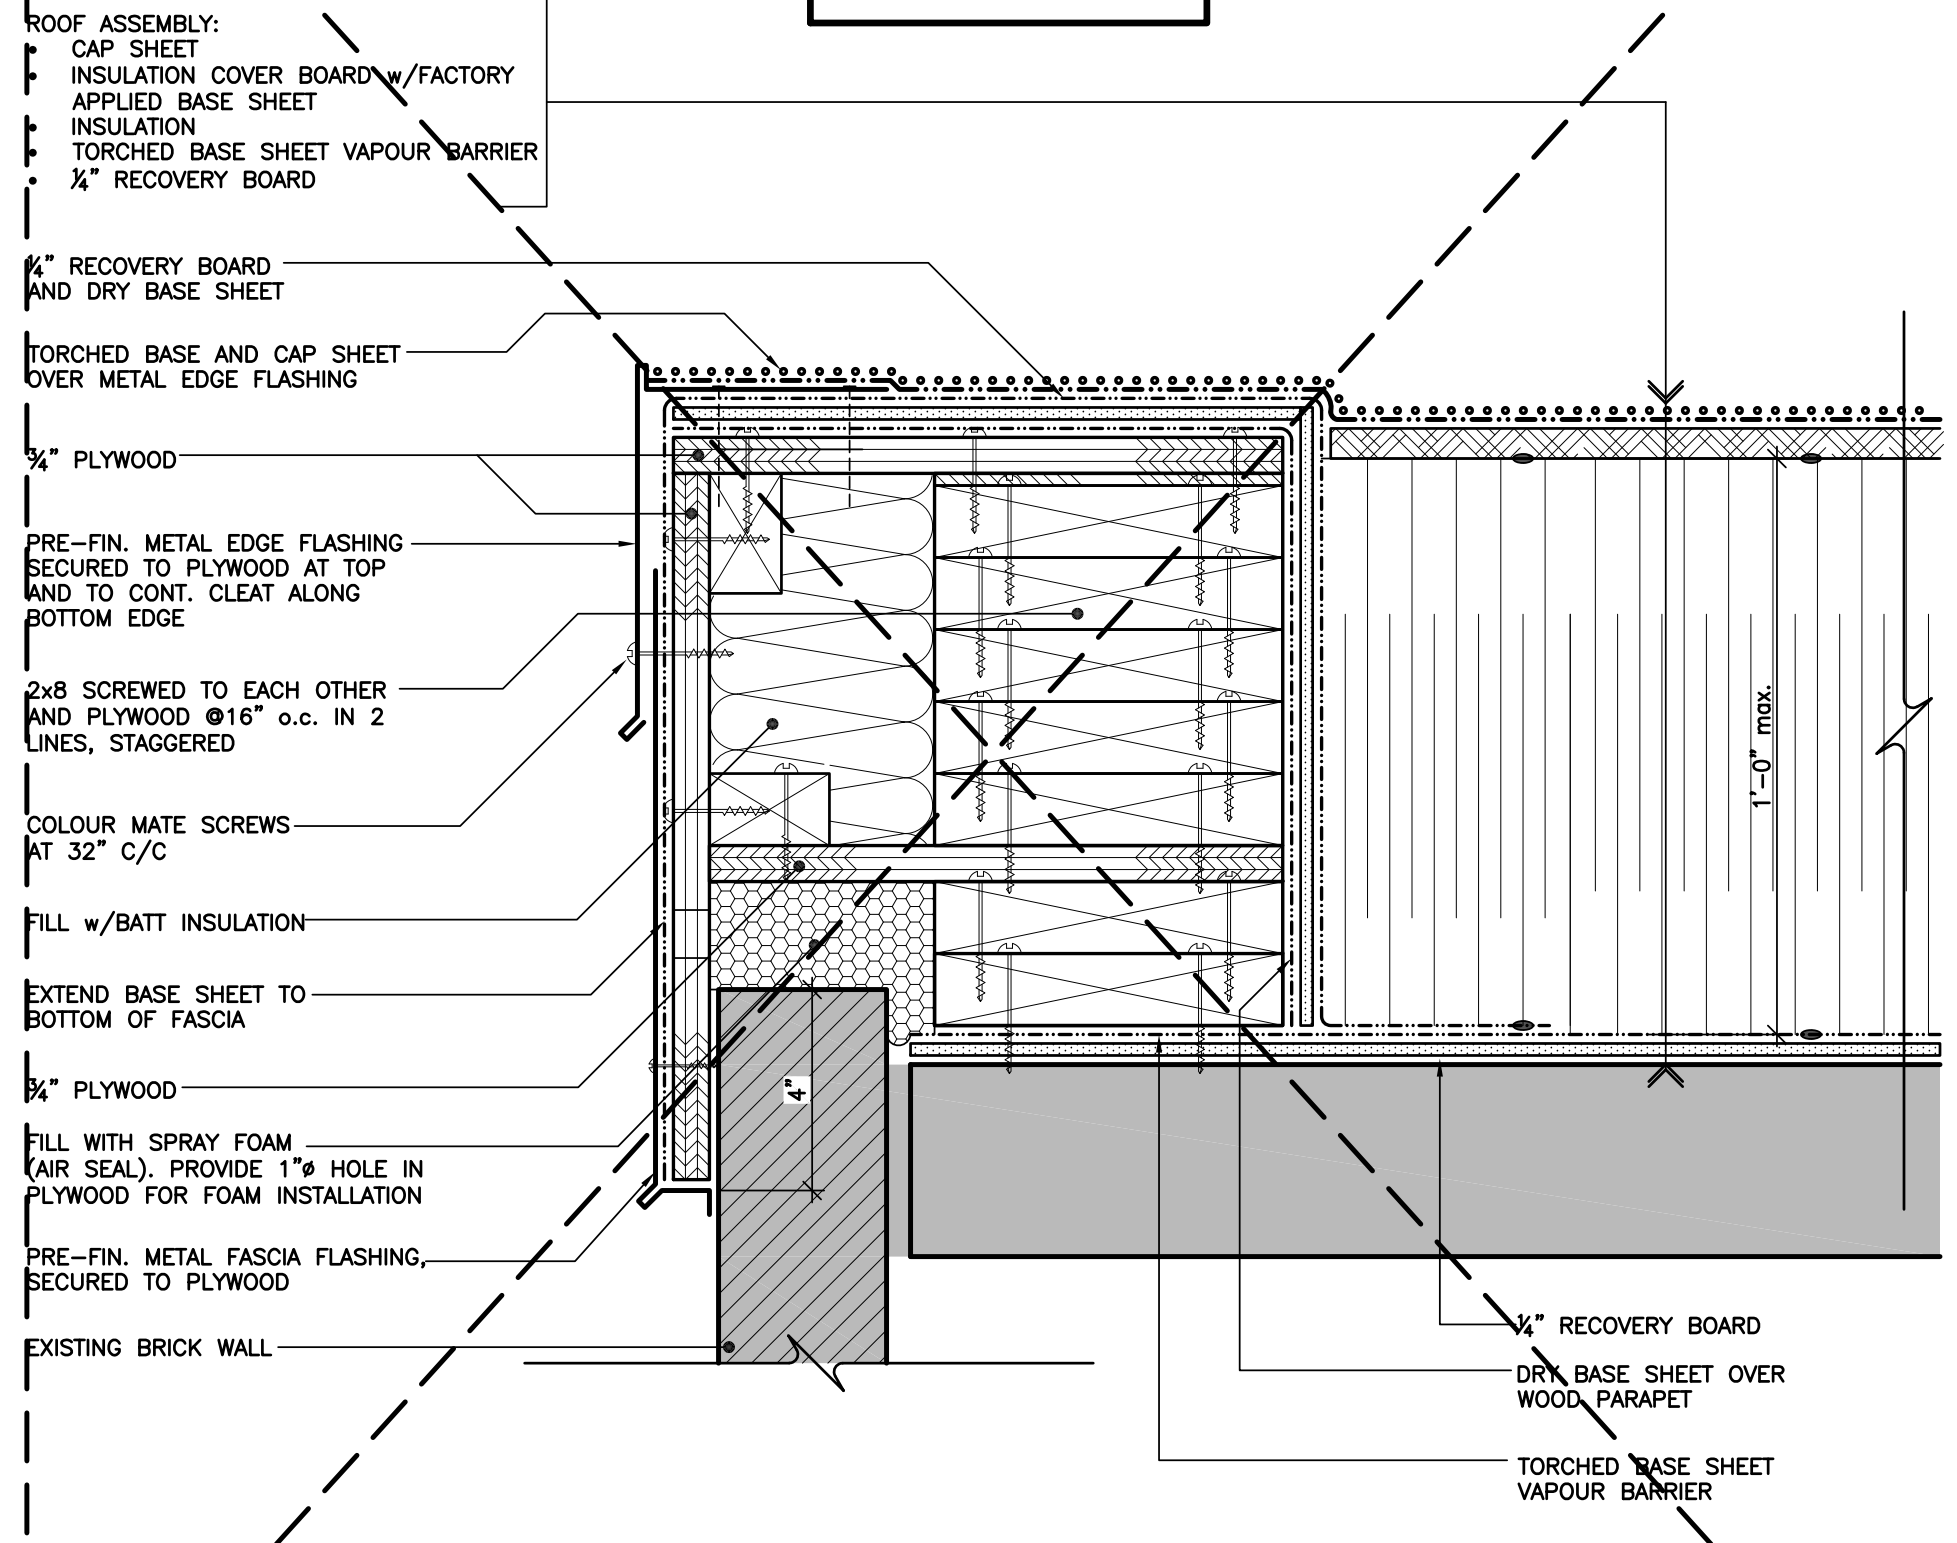 ROOF ASSEMBLY:
• CAP SHEET
• INSULATION COVER BOARD w/FACTORY
APPLIED BASE SHEET
• INSULATION
• TORCHED BASE SHEET VAPOUR BARRIER
• ¼” RECOVERY BOARD
¼” RECOVERY BOARD
AND DRY BASE SHEET
TORCHED BASE AND CAP SHEET
OVER METAL EDGE FLASHING
¾” PLYWOOD
PRE-FIN. METAL EDGE FLASHING
SECURED TO PLYWOOD AT TOP
AND TO CONT. CLEAT ALONG
BOTTOM EDGE
2x8 SCREWED TO EACH OTHER
AND PLYWOOD @16” o.c. IN 2
LINES, STAGGERED
COLOUR MATE SCREWS
AT 32” C/C
FILL w/BATT INSULATION
EXTEND BASE SHEET TO
BOTTOM OF FASCIA
¾” PLYWOOD
FILL WITH SPRAY FOAM
(AIR SEAL). PROVIDE 1”ø HOLE IN
PLYWOOD FOR FOAM INSTALLATION
PRE-FIN. METAL FASCIA FLASHING,
SECURED TO PLYWOOD
EXISTING BRICK WALL
4”
1’-0” max.
¼” RECOVERY BOARD
DRY BASE SHEET OVER
WOOD PARAPET
TORCHED BASE SHEET
VAPOUR BARRIER